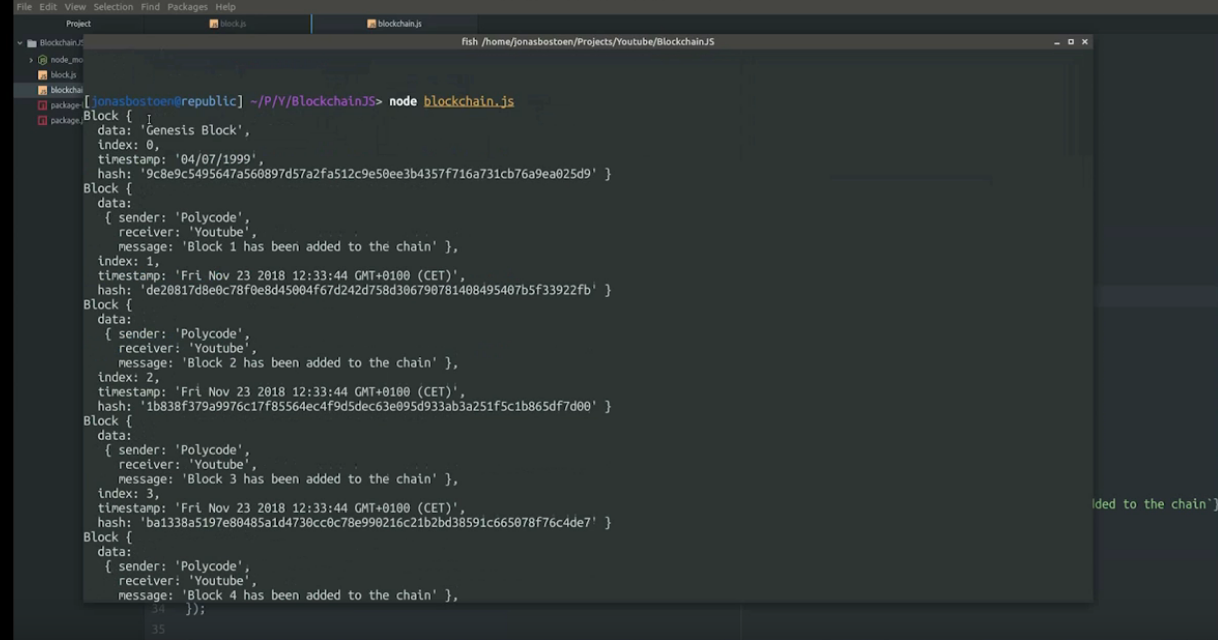 File Edit View Selection Find Packages Help
Project
block.js
blockchain.js
fish /home/jonasbostoen/Projects/Youtube/BlockchainJS
BlockchainJS
node_mo
block.js
blockchai
package-l
package.j
[jonasbostoen@republic] ~/P/Y/BlockchainJS> node blockchain.js
Block {
data: 'Genesis Block',
index: 0,
timestamp: '04/07/1999',
hash: '9c8e9c5495647a560897d57a2fa512c9e50ee3b4357f716a731cb76a9ea025d9' }
Block {
data:
{ sender: 'Polycode',
receiver: 'Youtube',
message: 'Block 1 has been added to the chain' },
index: 1,
timestamp: 'Fri Nov 23 2018 12:33:44 GMT+0100 (CET)',
hash: 'de20817d8e0c78f0e8d45004f67d242d758d306790781408495407b5f33922fb' }
Block {
data:
{ sender: 'Polycode',
receiver: 'Youtube',
message: 'Block 2 has been added to the chain' },
index: 2,
timestamp: 'Fri Nov 23 2018 12:33:44 GMT+0100 (CET)',
hash: '1b838f379a9976c17f85564ec4f9d5dec63e095d933ab3a251f5c1b865df7d00' }
Block {
data:
{ sender: 'Polycode',
receiver: 'Youtube',
message: 'Block 3 has been added to the chain' },
index: 3,
timestamp: 'Fri Nov 23 2018 12:33:44 GMT+0100 (CET)',
hash: 'ba1338a5197e80485a1d4730cc0c78e990216c21b2bd38591c665078f76c4de7' }
Block {
data:
{ sender: 'Polycode',
receiver: 'Youtube',
message: 'Block 4 has been added to the chain' },
dded to the chain`}
34 });
35